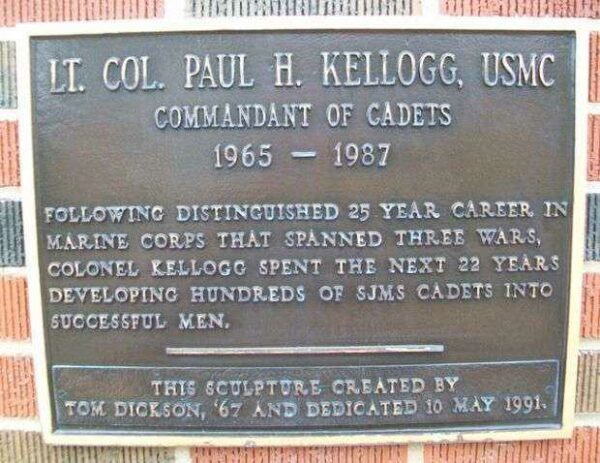 LT. COL. PAUL H. KELLOGG, USMC
COMMANDANT OF CADETS
1965 — 1987
FOLLOWING DISTINGUISHED 25 YEAR CAREER IN
MARINE CORPS THAT SPANNED THREE WARS,
COLONEL KELLOGG SPENT THE NEXT 22 YEARS
DEVELOPING HUNDREDS OF SJMS CADETS INTO
SUCCESSFUL MEN.
THIS SCULPTURE CREATED BY
TOM DICKSON, '67 AND DEDICATED 10 MAY 1991.